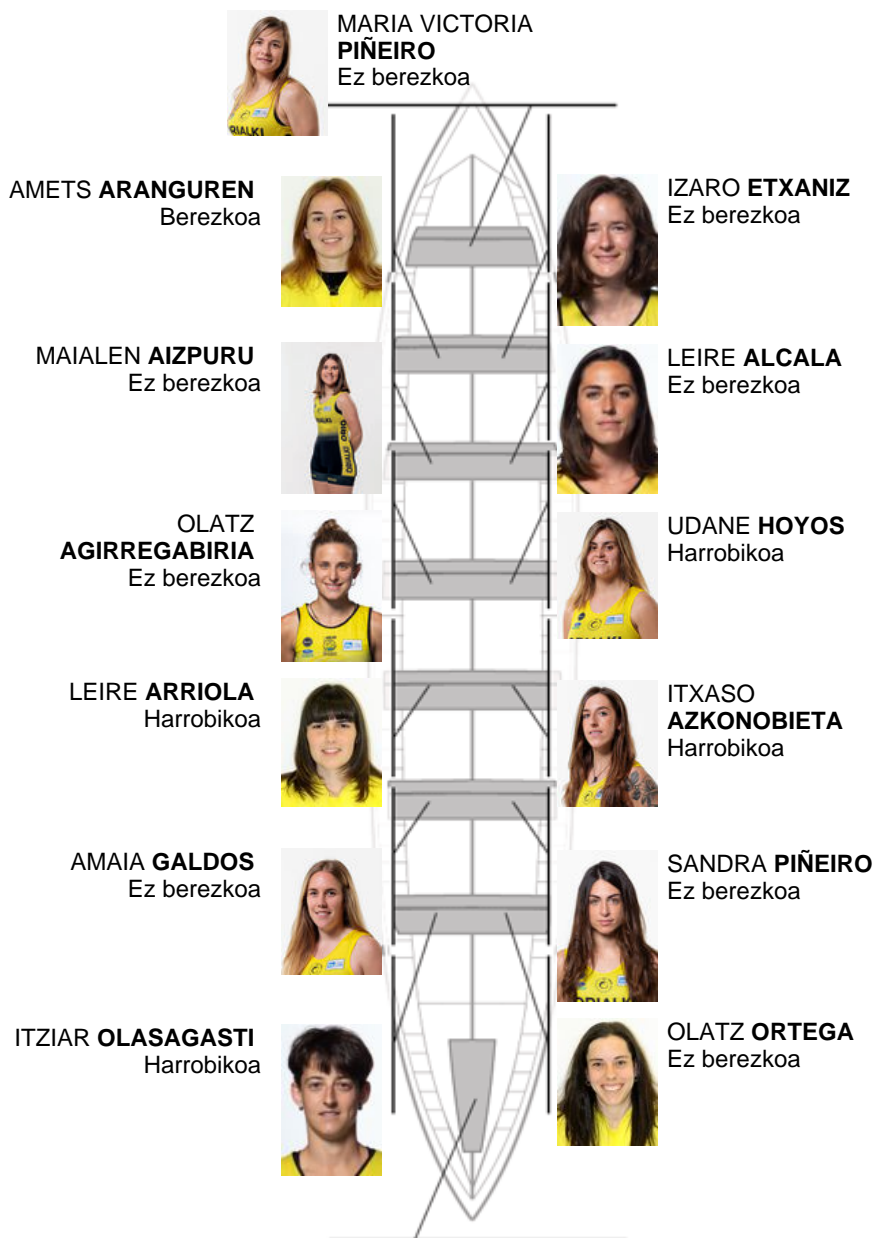 MARIA VICTORIA
PIÑEIRO
Ez berezkoa
AMETS ARANGUREN
Berezkoa
IZARO ETXANIZ
Ez berezkoa
MAIALEN AIZPURU
Ez berezkoa
LEIRE ALCALA
Ez berezkoa
OLATZ
AGIRREGABIRIA
Ez berezkoa
UDANE HOYOS
Harrobikoa
LEIRE ARRIOLA
Harrobikoa
ITXASO
AZKONOBIETA
Harrobikoa
AMAIA GALDOS
Ez berezkoa
SANDRA PIÑEIRO
Ez berezkoa
ITZIAR OLASAGASTI
Harrobikoa
OLATZ ORTEGA
Ez berezkoa